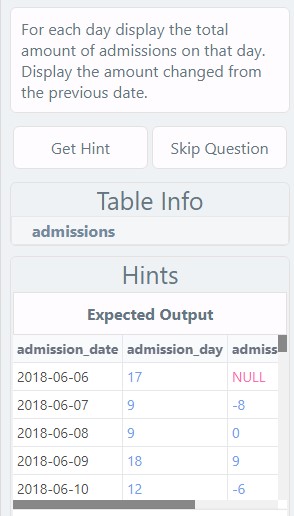 For each day display the total
amount of admissions on that day.
Display the amount changed from
the previous date.
Get Hint
Skip Question
Table Info
admissions
Hints
Expected Output
admission_date admission_day admiss
2018-06-06 17 NULL
2018-06-07 9 -8
2018-06-08 9 0
2018-06-09 18 9
2018-06-10 12 -6